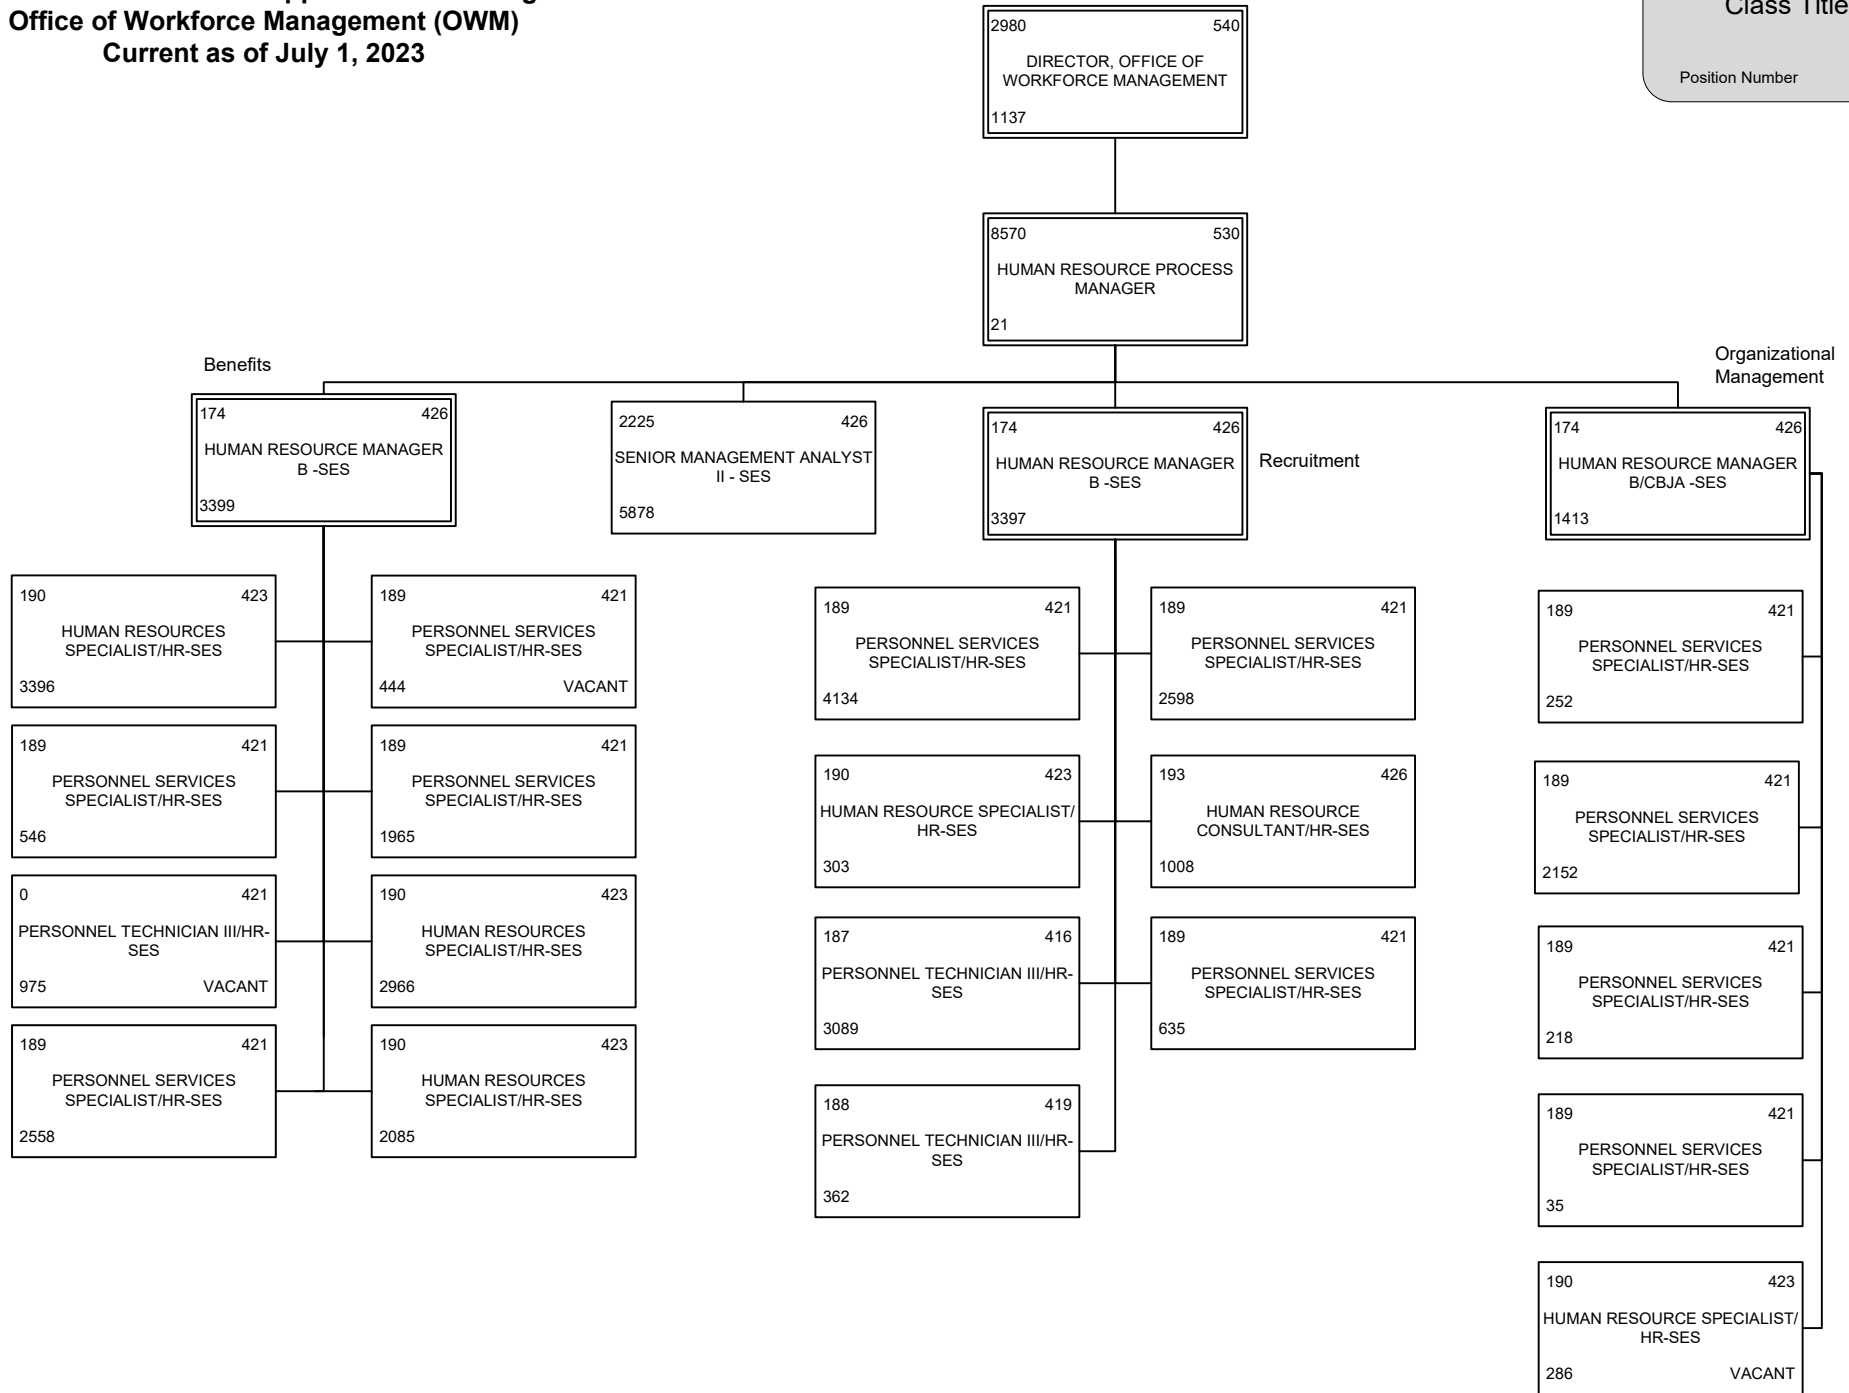 Office of Workforce Management (OWM)
Current as of July 1, 2023
Class Title
Position Number
2980 540
DIRECTOR, OFFICE OF
WORKFORCE MANAGEMENT
1137
8570 530
HUMAN RESOURCE PROCESS
MANAGER
21
Benefits
174 426
HUMAN RESOURCE MANAGER
B -SES
3399
2225 426
SENIOR MANAGEMENT ANALYST
II - SES
5878
174 426
HUMAN RESOURCE MANAGER
B -SES
3397
Recruitment
Organizational
Management
174 426
HUMAN RESOURCE MANAGER
B/CBJA -SES
1413
190 423
HUMAN RESOURCES
SPECIALIST/HR-SES
3396
189 421
PERSONNEL SERVICES
SPECIALIST/HR-SES
444 VACANT
189 421
PERSONNEL SERVICES
SPECIALIST/HR-SES
546
189 421
PERSONNEL SERVICES
SPECIALIST/HR-SES
1965
0 421
PERSONNEL TECHNICIAN III/HR-
SES
975 VACANT
190 423
HUMAN RESOURCES
SPECIALIST/HR-SES
2966
189 421
PERSONNEL SERVICES
SPECIALIST/HR-SES
2558
190 423
HUMAN RESOURCES
SPECIALIST/HR-SES
2085
189 421
PERSONNEL SERVICES
SPECIALIST/HR-SES
4134
189 421
PERSONNEL SERVICES
SPECIALIST/HR-SES
2598
190 423
HUMAN RESOURCE SPECIALIST/
HR-SES
303
193 426
HUMAN RESOURCE
CONSULTANT/HR-SES
1008
187 416
PERSONNEL TECHNICIAN III/HR-
SES
3089
189 421
PERSONNEL SERVICES
SPECIALIST/HR-SES
635
188 419
PERSONNEL TECHNICIAN III/HR-
SES
362
189 421
PERSONNEL SERVICES
SPECIALIST/HR-SES
252
189 421
PERSONNEL SERVICES
SPECIALIST/HR-SES
2152
189 421
PERSONNEL SERVICES
SPECIALIST/HR-SES
218
189 421
PERSONNEL SERVICES
SPECIALIST/HR-SES
35
190 423
HUMAN RESOURCE SPECIALIST/
HR-SES
286 VACANT